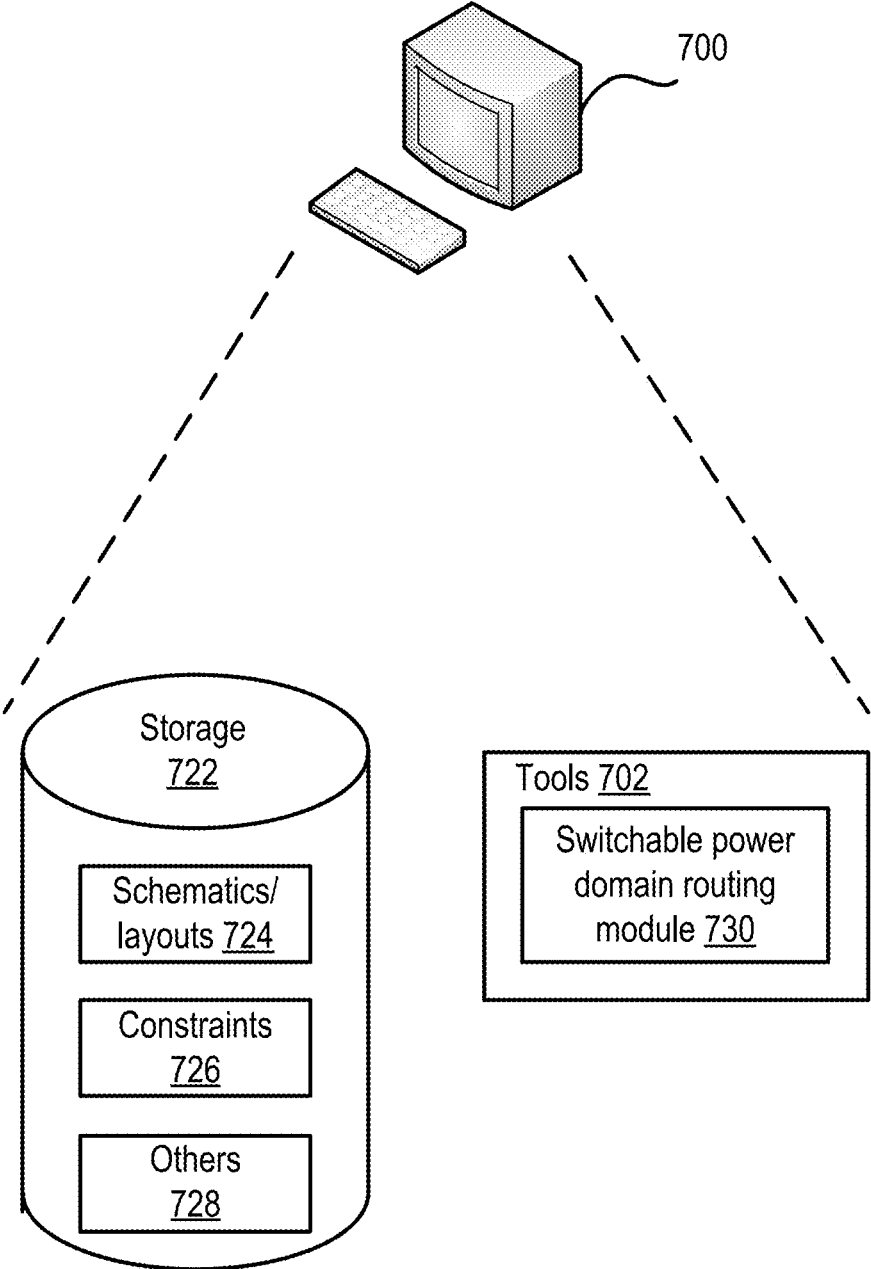 700
Storage
722
Schematics/
layouts 724
Constraints
726
Others
728
Tools 702
Switchable power
domain routing
module 730